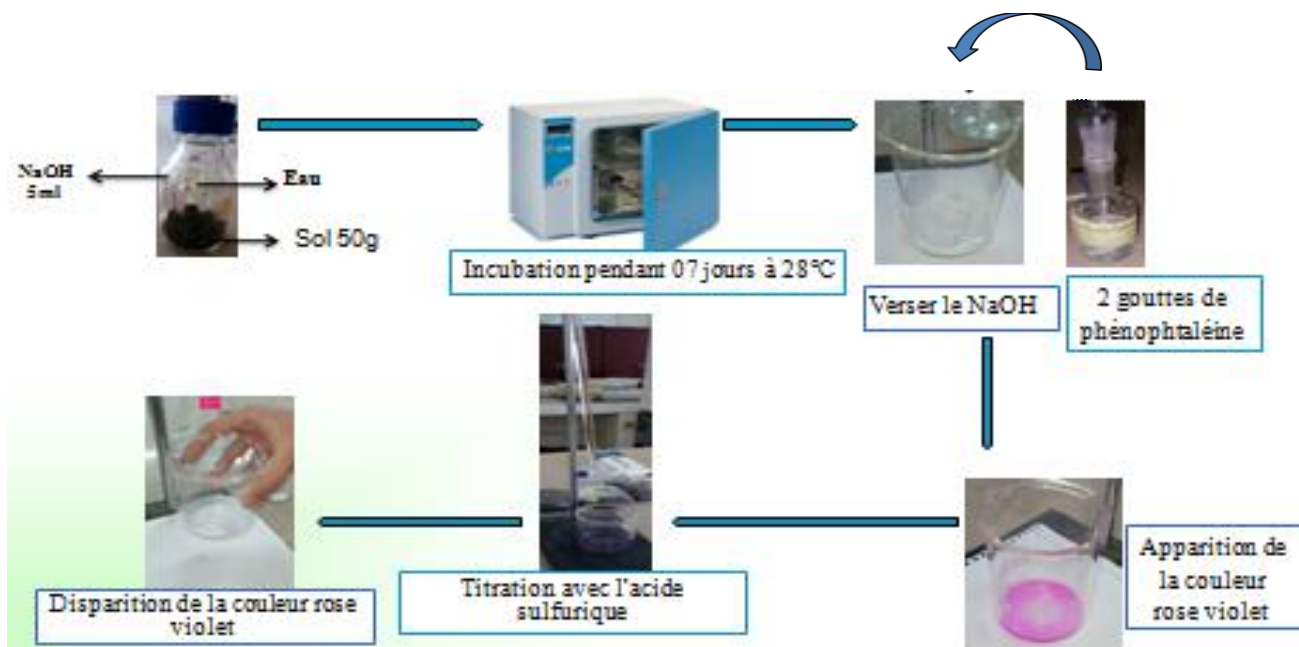 NaOH
5ml
Eau
Sol 50g
Incubation pendant 07 jours à 28°C
Verser le NaOH
2 gouttes de
phénophtaléine
Apparition de
la couleur
rose violet
Titration avec l'acide
sulfurique
Disparition de la couleur rose
violet